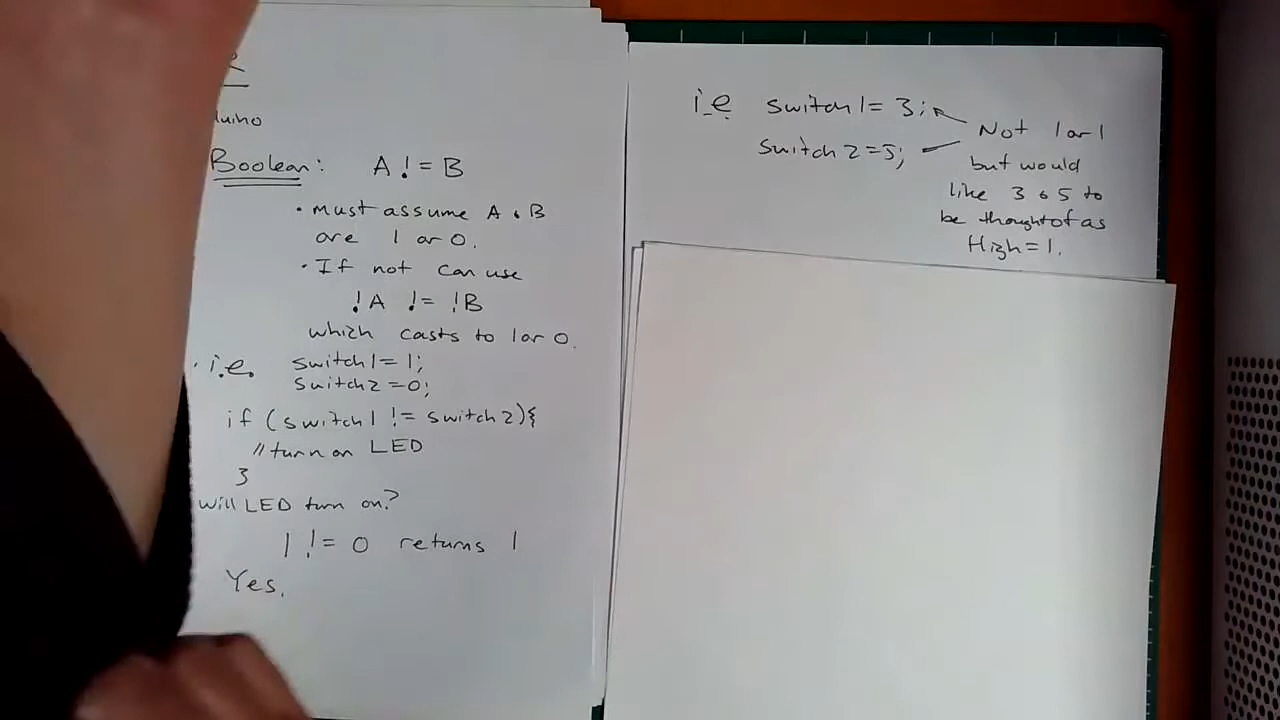 Boolean: A != B
• must assume A & B
are 1 or 0.
• If not can use
!A != !B
which casts to 1 or 0.
• i.e. switch1 = 1;
switch2 = 0;
if (switch1 != switch2){
//turn on LED
}
Will LED turn on?
1 != 0 returns 1
Yes.
i.e switch1 = 3;
switch2 = 5;
Not 1 or 1
but would
like 3 & 5 to
be thought of as
High = 1.